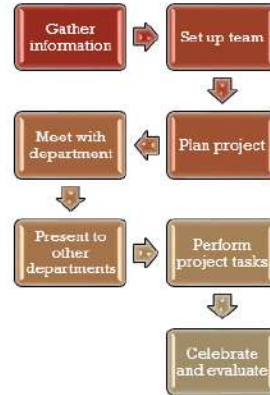 Gather
information
Set up team
Plan project
Meet with
department
Present to
other
departments
Perform
project tasks
Celebrate
and evaluate